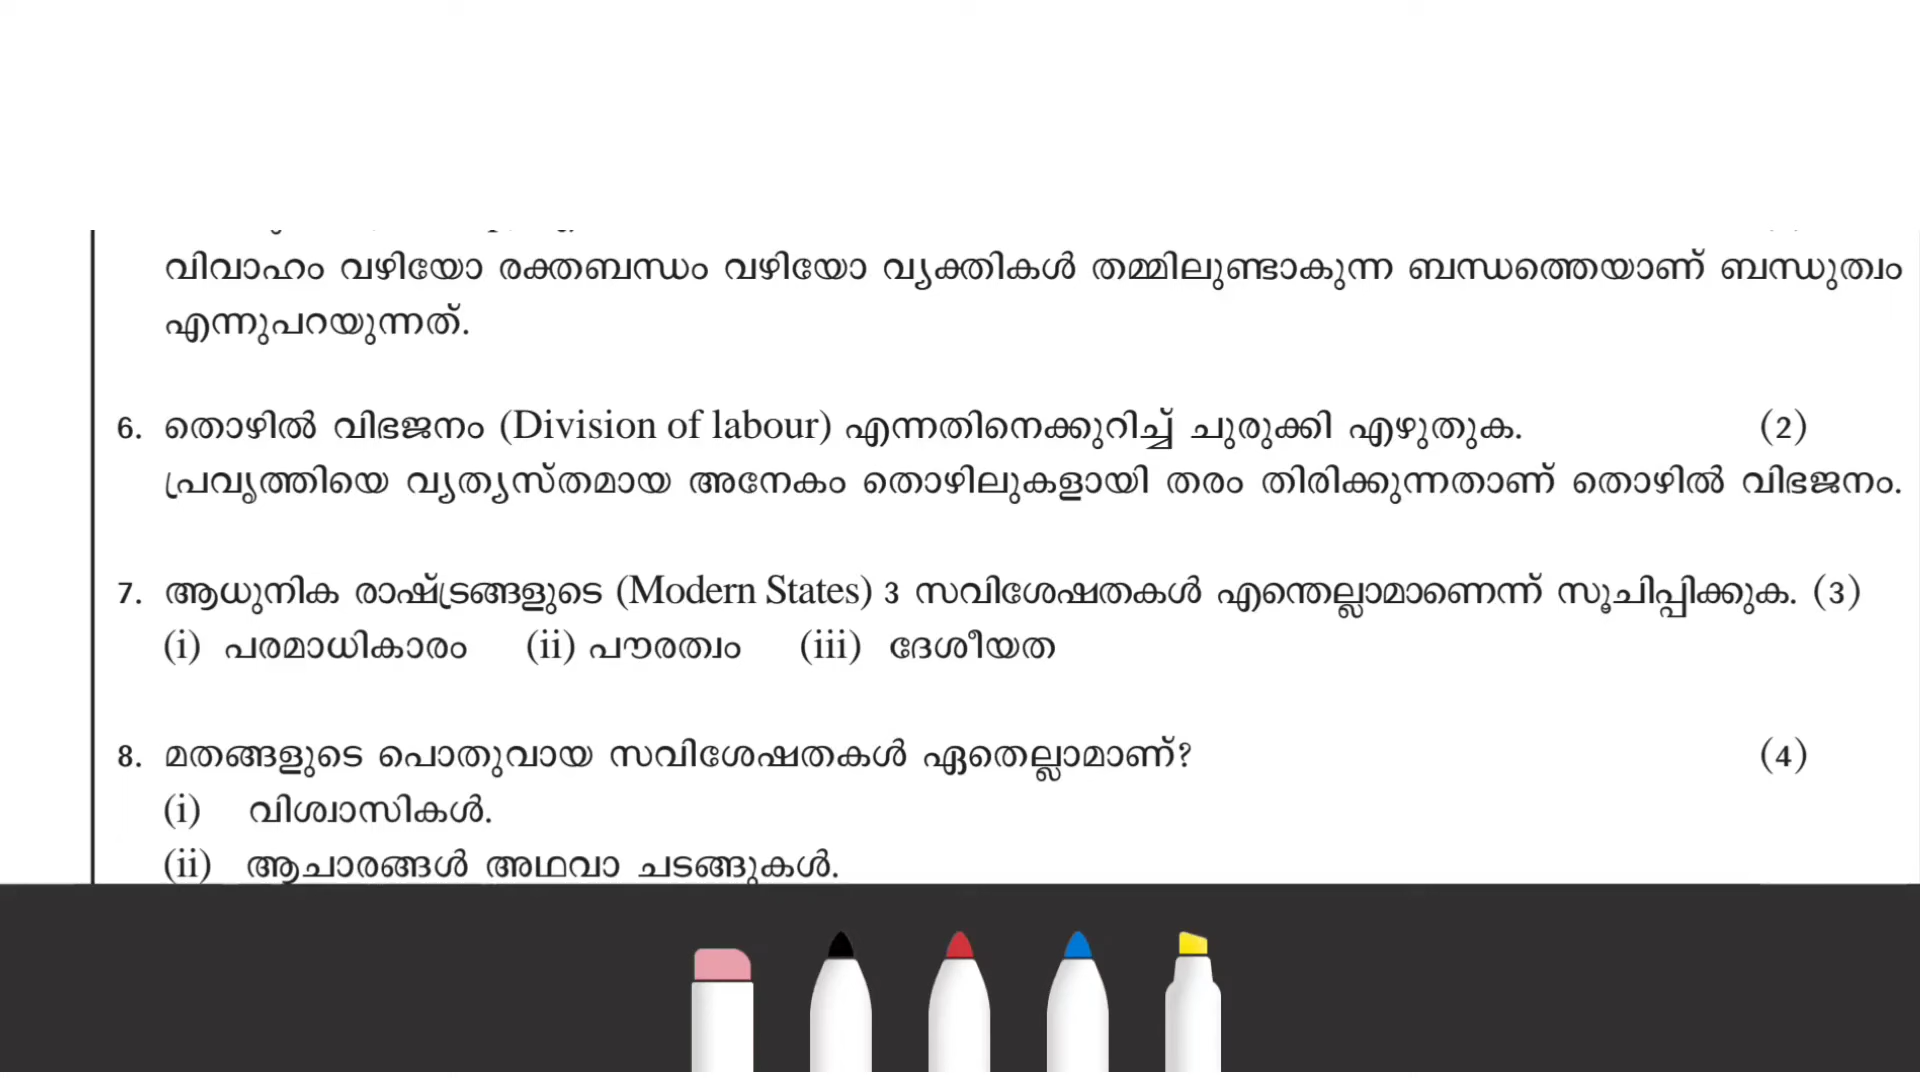 വിവാഹം വഴിയോ രക്തബന്ധം വഴിയോ വ്യക്തികൾ തമ്മിലുണ്ടാകുന്ന ബന്ധത്തെയാണ് ബന്ധുത്വം
എന്നുപറയുന്നത്.
6. തൊഴിൽ വിഭജനം (Division of labour) എന്നതിനെക്കുറിച്ച് ചുരുക്കി എഴുതുക. (2)
പ്രവൃത്തിയെ വ്യത്യസ്തമായ അനേകം തൊഴിലുകളായി തരം തിരിക്കുന്നതാണ് തൊഴിൽ വിഭജനം.
7. ആധുനിക രാഷ്ട്രങ്ങളുടെ (Modern States) 3 സവിശേഷതകൾ എന്തെല്ലാമാണെന്ന് സൂചിപ്പിക്കുക. (3)
(i) പരമാധികാരം (ii) പൗരത്വം (iii) ദേശീയത
8. മതങ്ങളുടെ പൊതുവായ സവിശേഷതകൾ ഏതെല്ലാമാണ്? (4)
(i) വിശ്വാസികൾ.
(ii) ആചാരങ്ങൾ അഥവാ ചടങ്ങുകൾ.